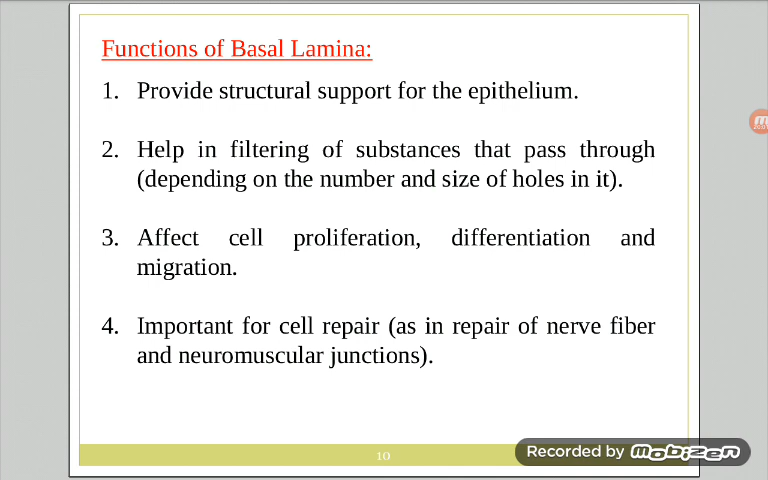 Functions of Basal Lamina:
1. Provide structural support for the epithelium.
2. Help in filtering of substances that pass through
(depending on the number and size of holes in it).
3. Affect cell proliferation, differentiation and
migration.
4. Important for cell repair (as in repair of nerve fiber
and neuromuscular junctions).
10
Recorded by mobizen